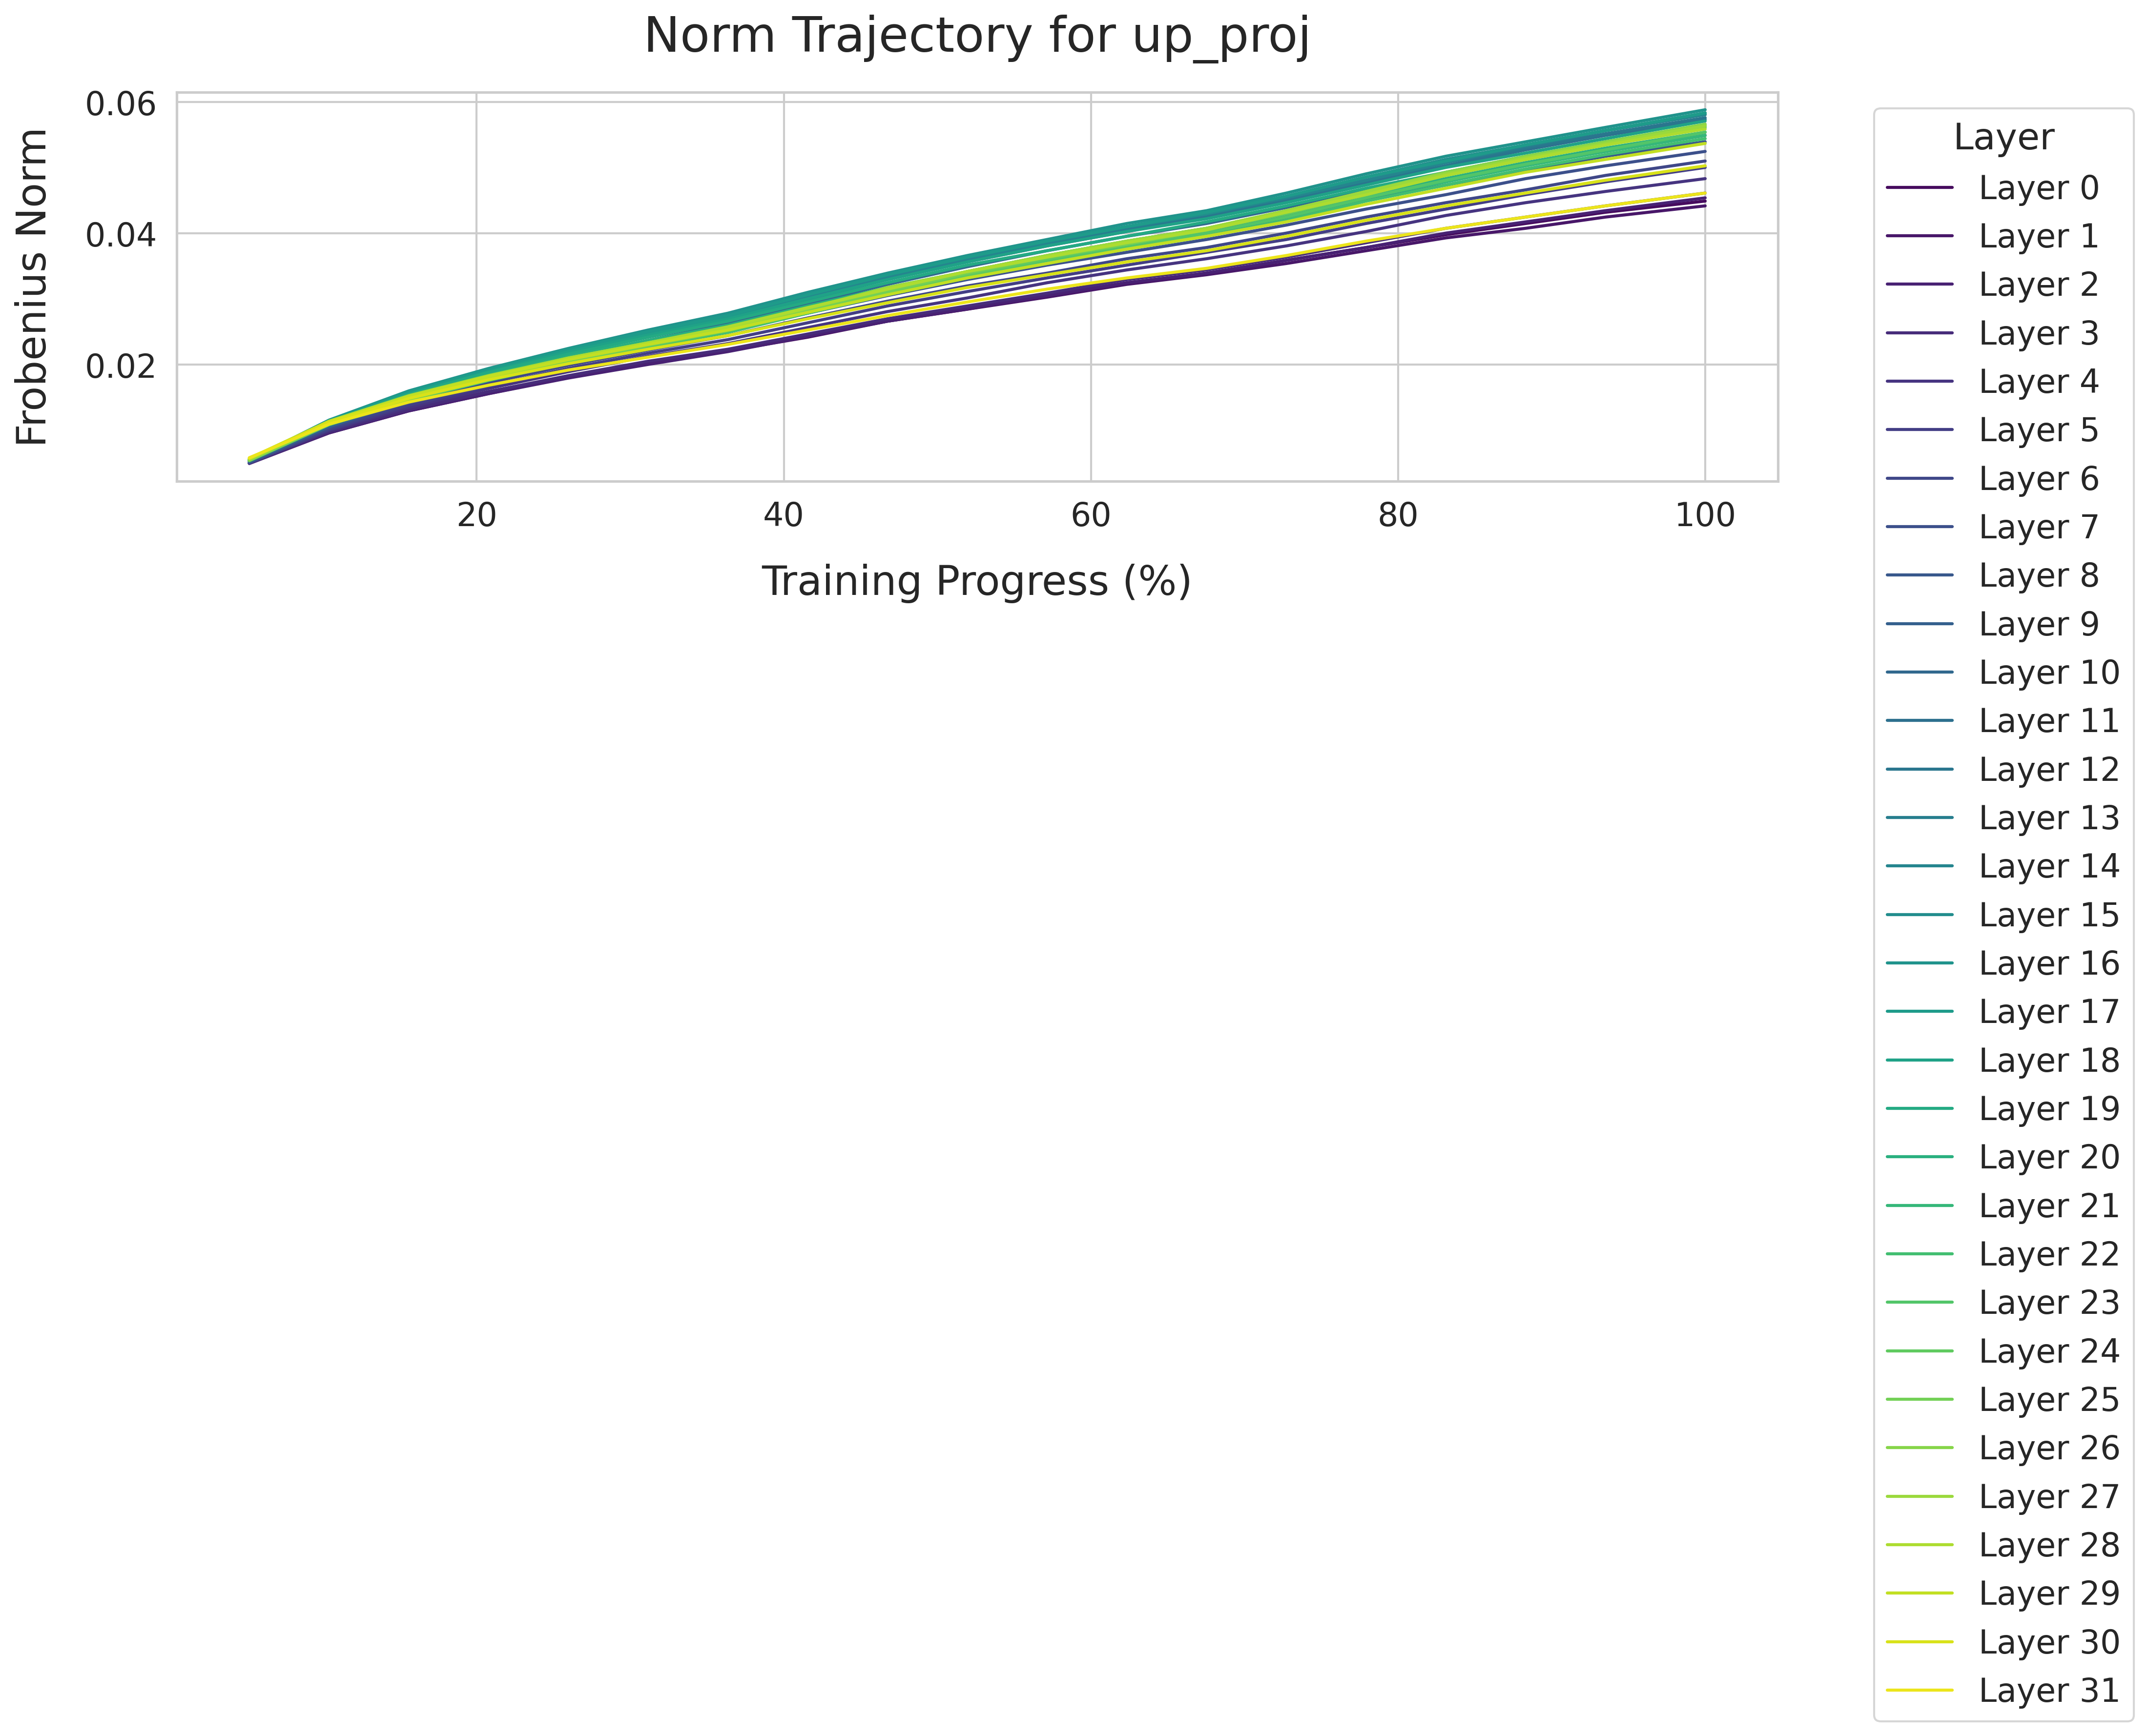 Norm Trajectory for up_proj
Frobenius Norm
0.06
0.04
0.02
20
40
60
80
100
Training Progress (%)
Layer
Layer 0
Layer 1
Layer 2
Layer 3
Layer 4
Layer 5
Layer 6
Layer 7
Layer 8
Layer 9
Layer 10
Layer 11
Layer 12
Layer 13
Layer 14
Layer 15
Layer 16
Layer 17
Layer 18
Layer 19
Layer 20
Layer 21
Layer 22
Layer 23
Layer 24
Layer 25
Layer 26
Layer 27
Layer 28
Layer 29
Layer 30
Layer 31